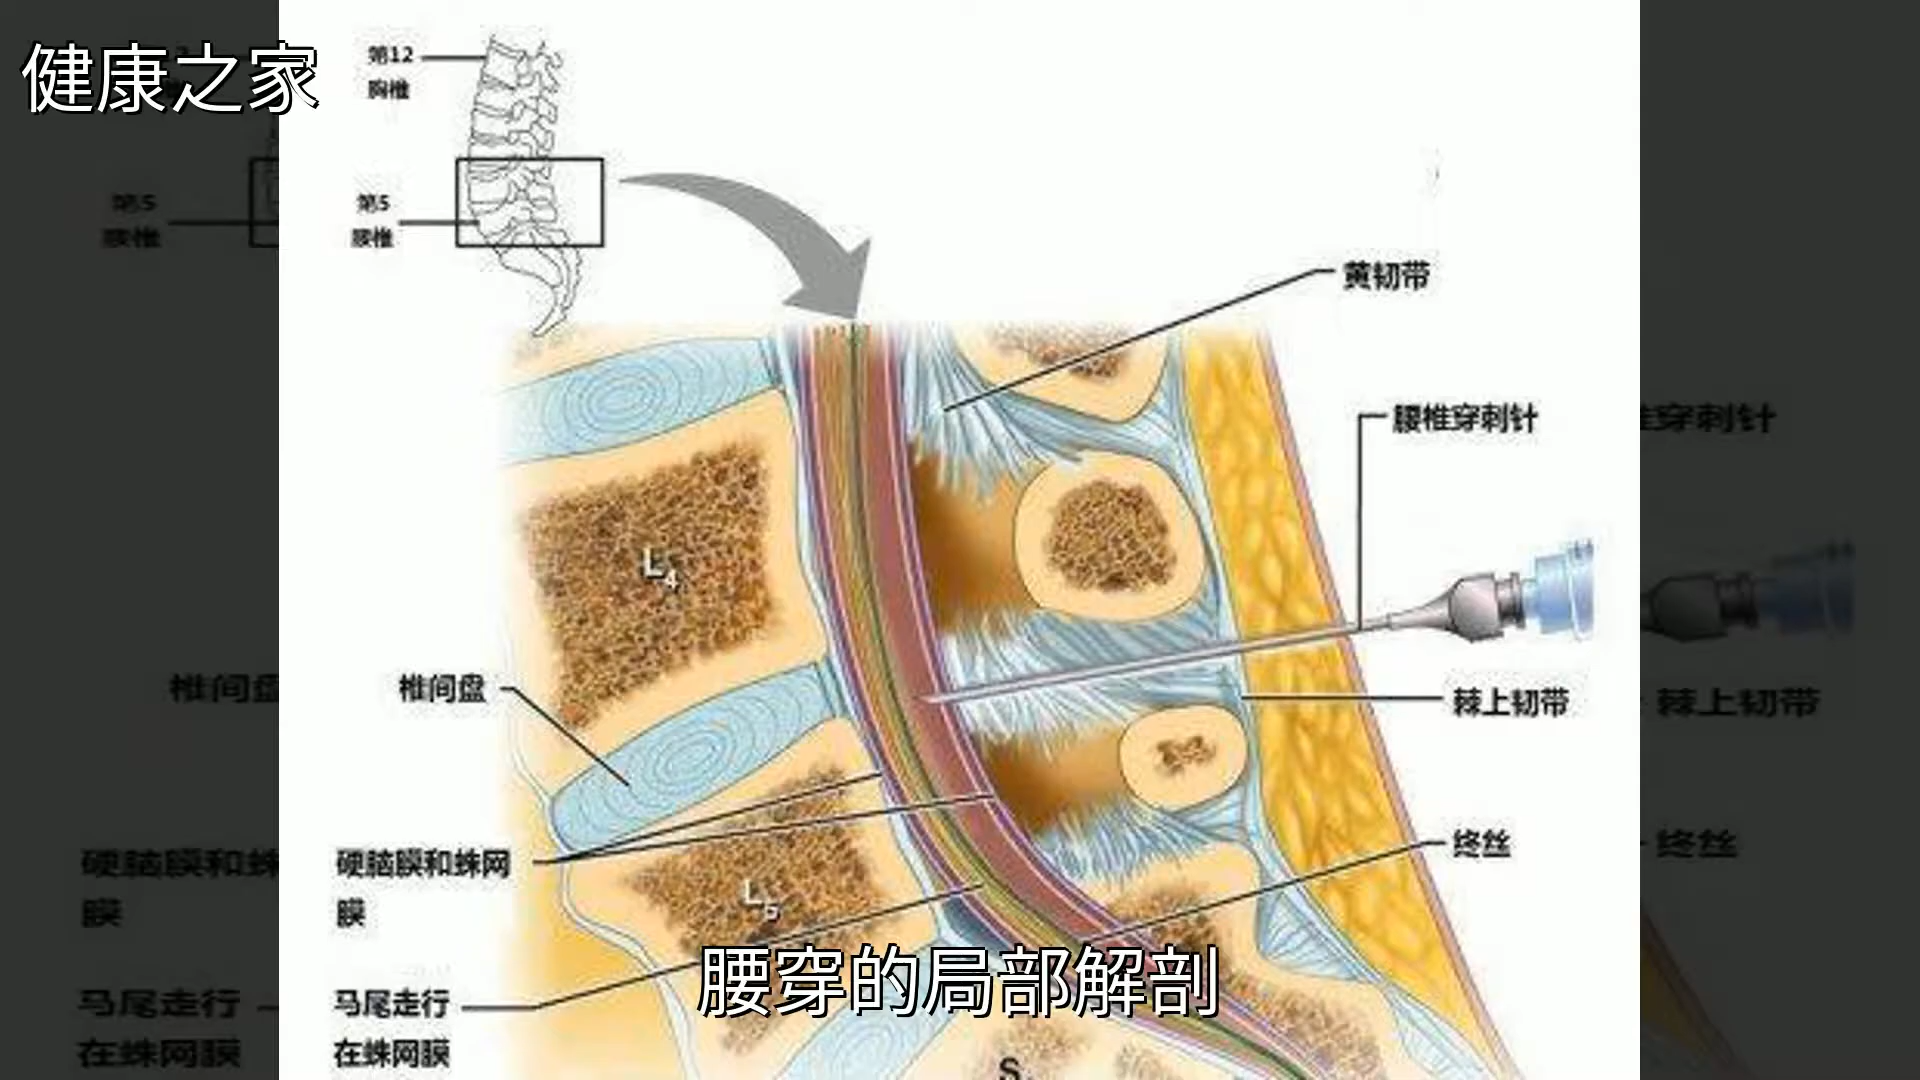 健康之家
第12
胸椎
第5
腰椎
黄韧带
腰椎穿刺针
L4
椎间盘
棘上韧带
硬脑膜和蛛网
膜
L5
终丝
马尾走行
在蛛网膜
腰穿的局部解剖
S